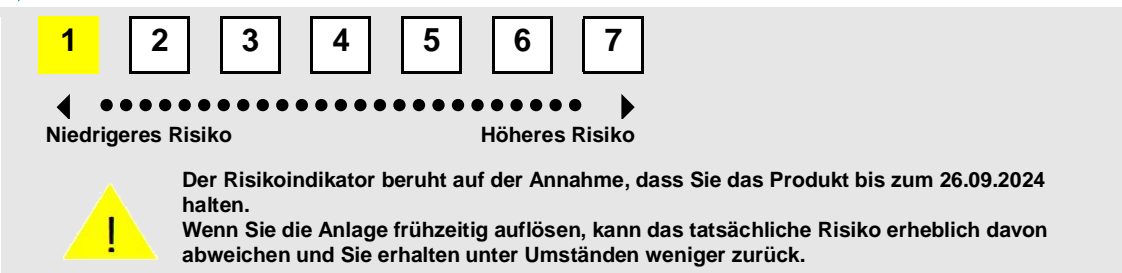 1 2 3 4 5 6 7
Niedrigeres Risiko Höheres Risiko
! Der Risikoindikator beruht auf der Annahme, dass Sie das Produkt bis zum 26.09.2024
halten.
Wenn Sie die Anlage frühzeitig auflösen, kann das tatsächliche Risiko erheblich davon
abweichen und Sie erhalten unter Umständen weniger zurück.